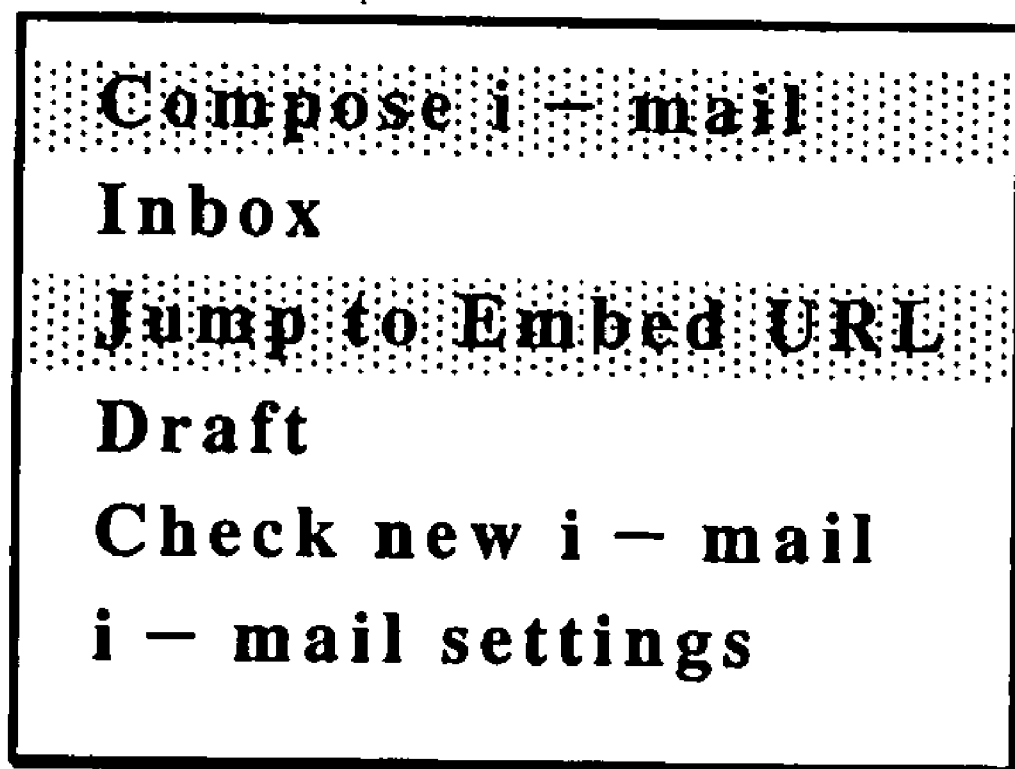 Compose i − mail
Inbox
Jump to Embed URL
Draft
Check new i − mail
i − mail settings